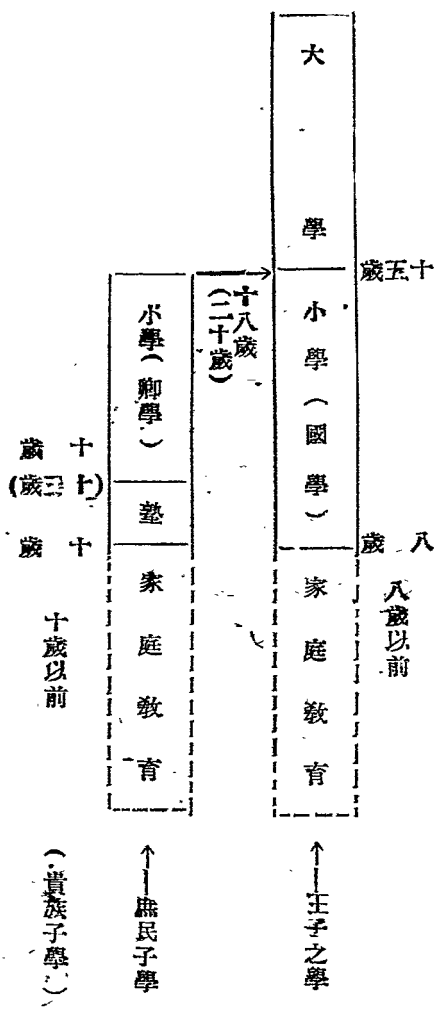 大學
十五歲
小學(國學)
八歲
家庭教育
八歲以前
王子之學
十八歲
(二十歲)
小學(鄉學)
十歲
(十三歲)
塾
十歲
家庭教育
十歲以前
庶民子學
(貴族子學)